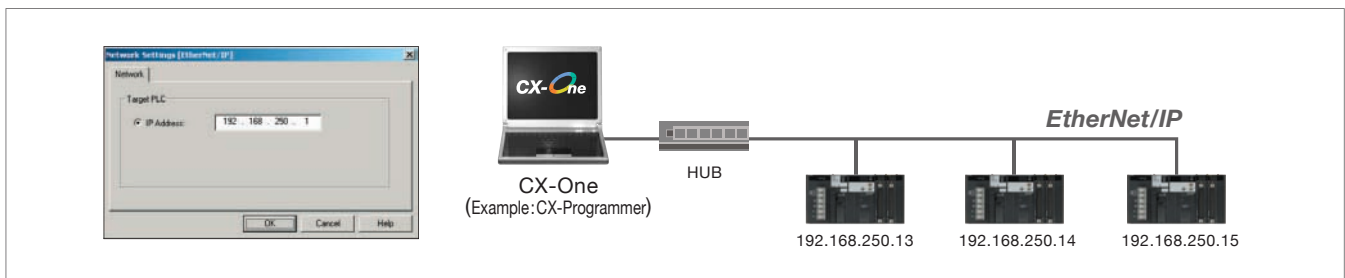 Network Settings [EtherNet/IP]
Network
Target PLC
IP Address:
192 . 168 . 250 . 1
OK
Cancel
Help
CX-One
CX-One
(Example:CX-Programmer)
HUB
EtherNet/IP
192.168.250.13
192.168.250.14
192.168.250.15